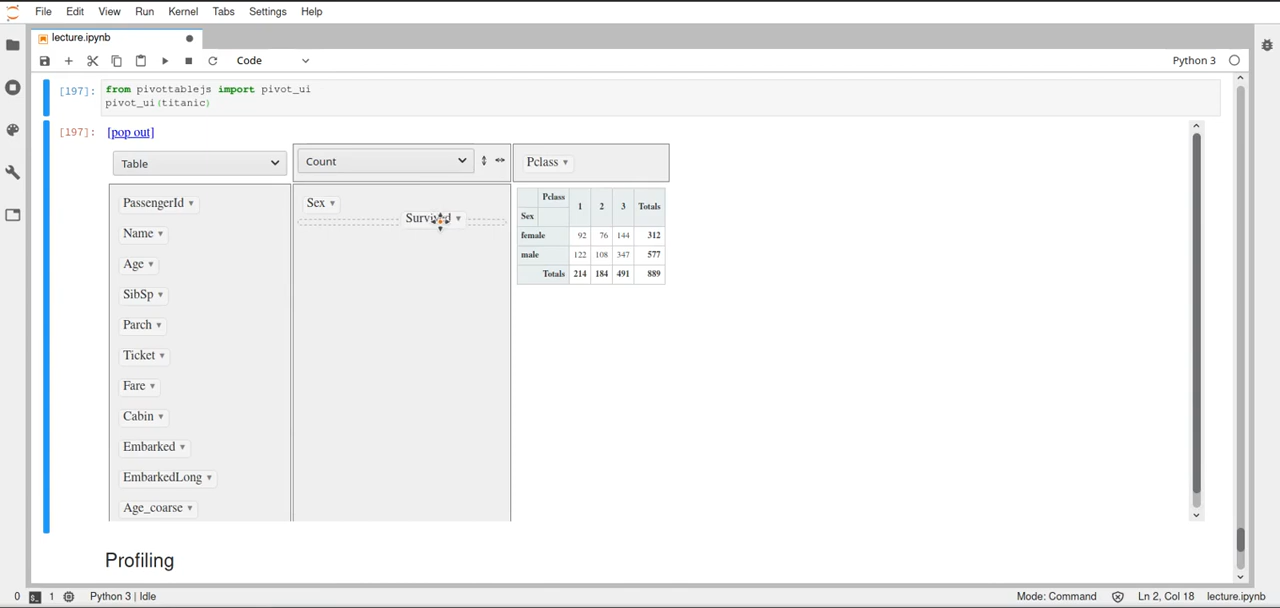 File Edit View Run Kernel Tabs Settings Help
lecture.ipynb
Code
Python 3
[197]: from pivottablejs import pivot_ui
pivot_ui(titanic)
[197]: [pop out]
Table Count Pclass
PassengerId Sex
Survived
Name
Age
SibSp
Parch
Ticket
Fare
Cabin
Embarked
EmbarkedLong
Age_coarse
Pclass 1 2 3 Totals
Sex
female 92 76 144 312
male 122 108 347 577
Totals 214 184 491 889
Profiling
0 1 Python 3 | Idle Mode: Command Ln 2, Col 18 lecture.ipynb